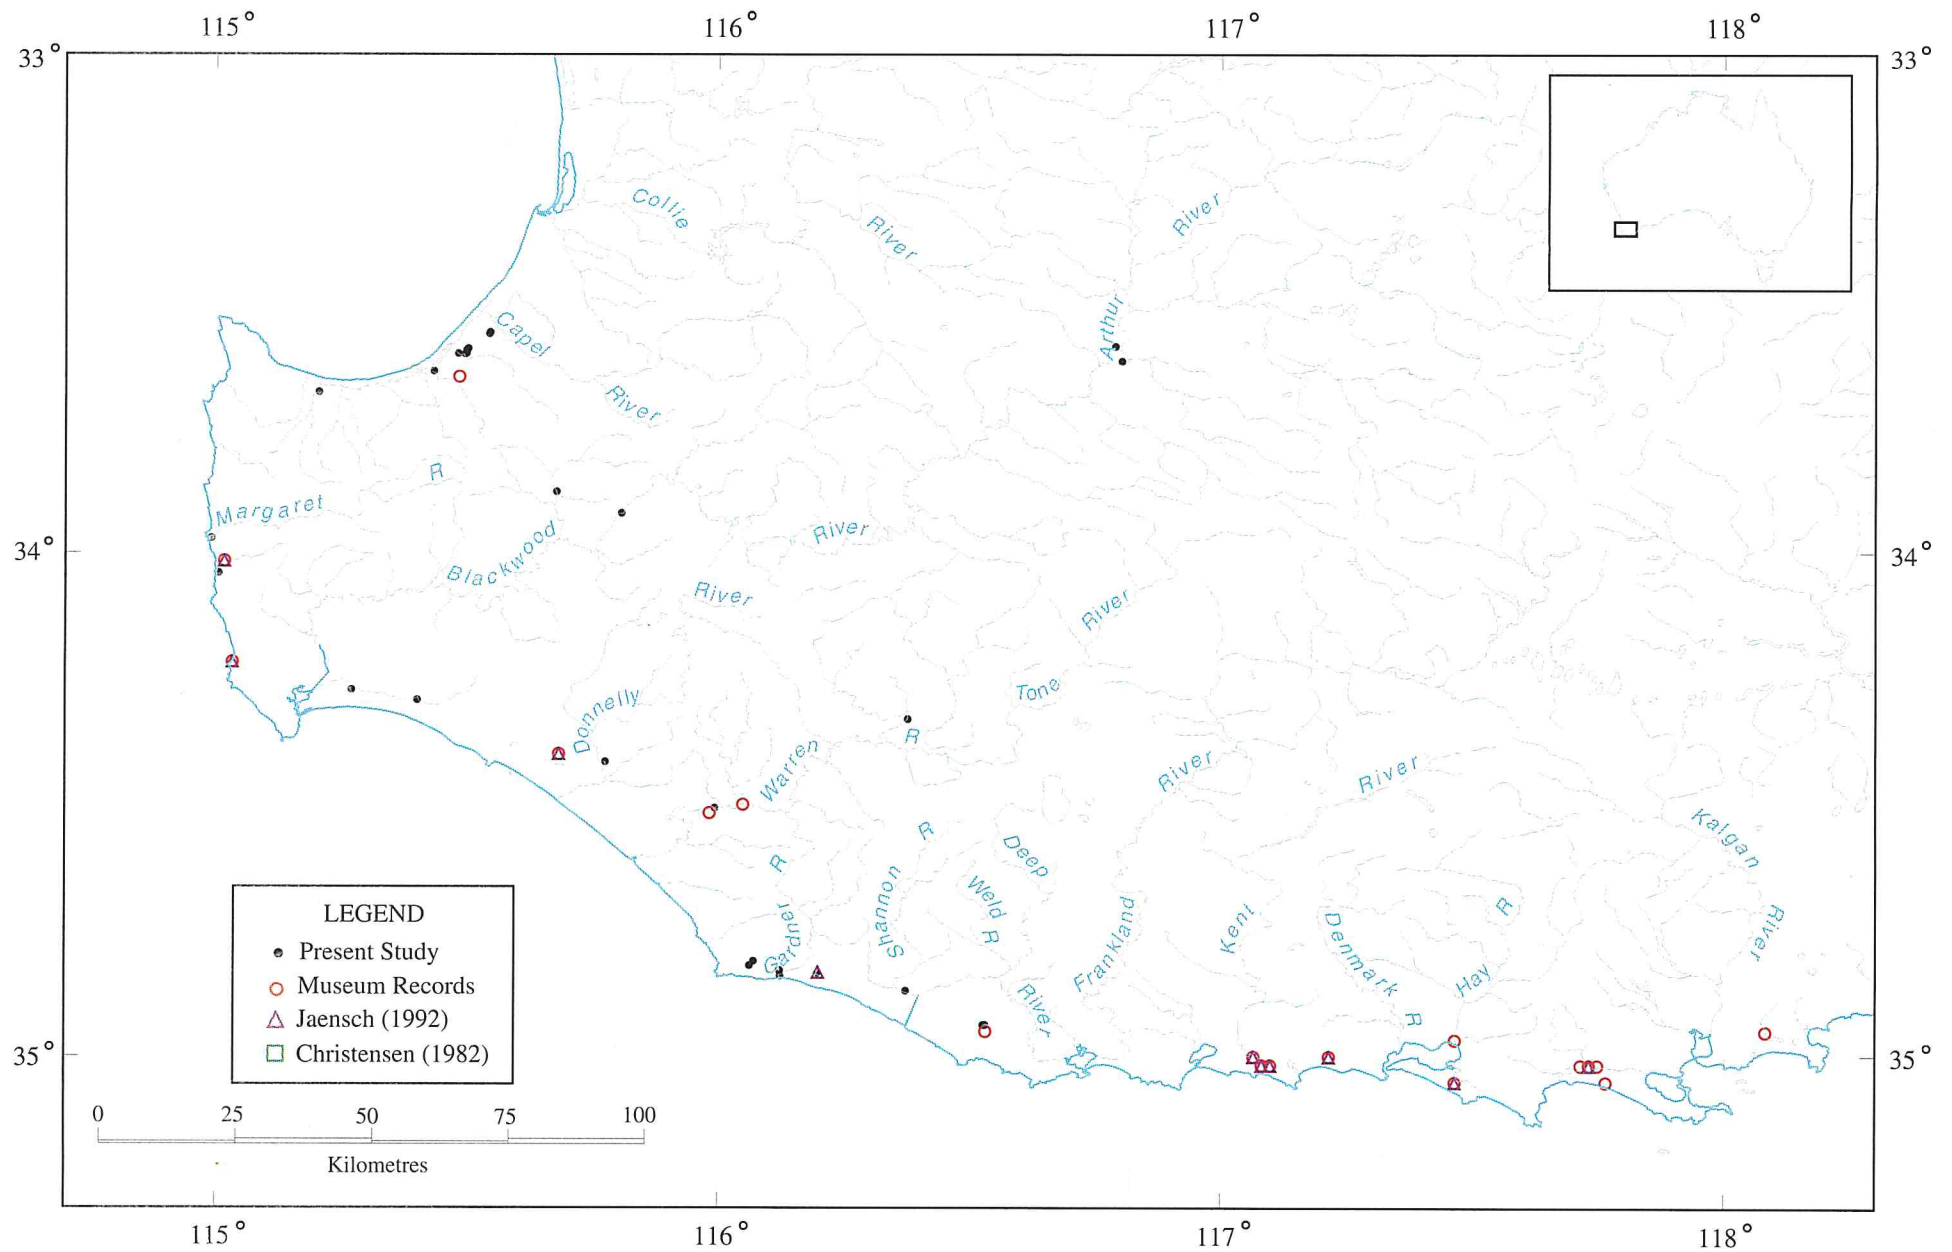 115° 116° 117° 118°
33° 33°
Collie River
River
Arthur
Capel
River
R
Margaret
34° 34°
Blackwood
River
River
River
Tone
Donnelly
R
Warren
River
River
Kalgan
River
R
Gardner
Shannon
R
Deep
River
Weld
R
Frankland
Kent
Denmark
R
Hay
R
LEGEND
Present Study
Museum Records
Jaensch (1992)
Christensen (1982)
35° 35°
0 25 50 75 100
Kilometres
115° 116° 117° 118°